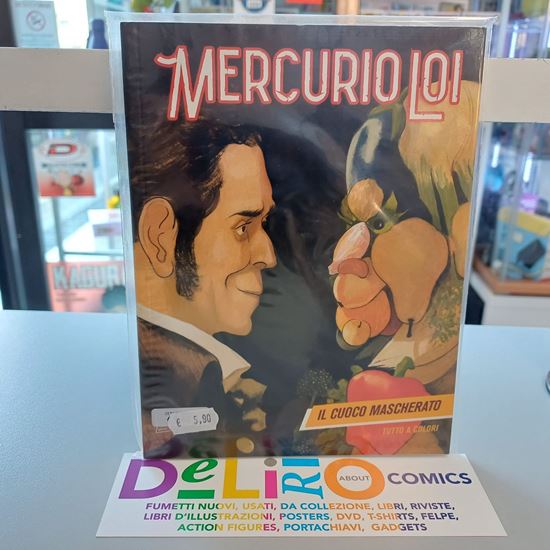 MERCURIO LOI
KAGUR
IL CUOCO MASCHERATO
TUTTO A COLORI
€ 5,90
DELIRIO ABOUT COMICS
FUMETTI NUOVI, USATI, DA COLLEZIONE, LIBRI, RIVISTE,
LIBRI D'ILLUSTRAZIONI, POSTERS, DVD, T-SHIRTS, FELPE,
ACTION FIGURES, PORTACHIAVI, GADGETS